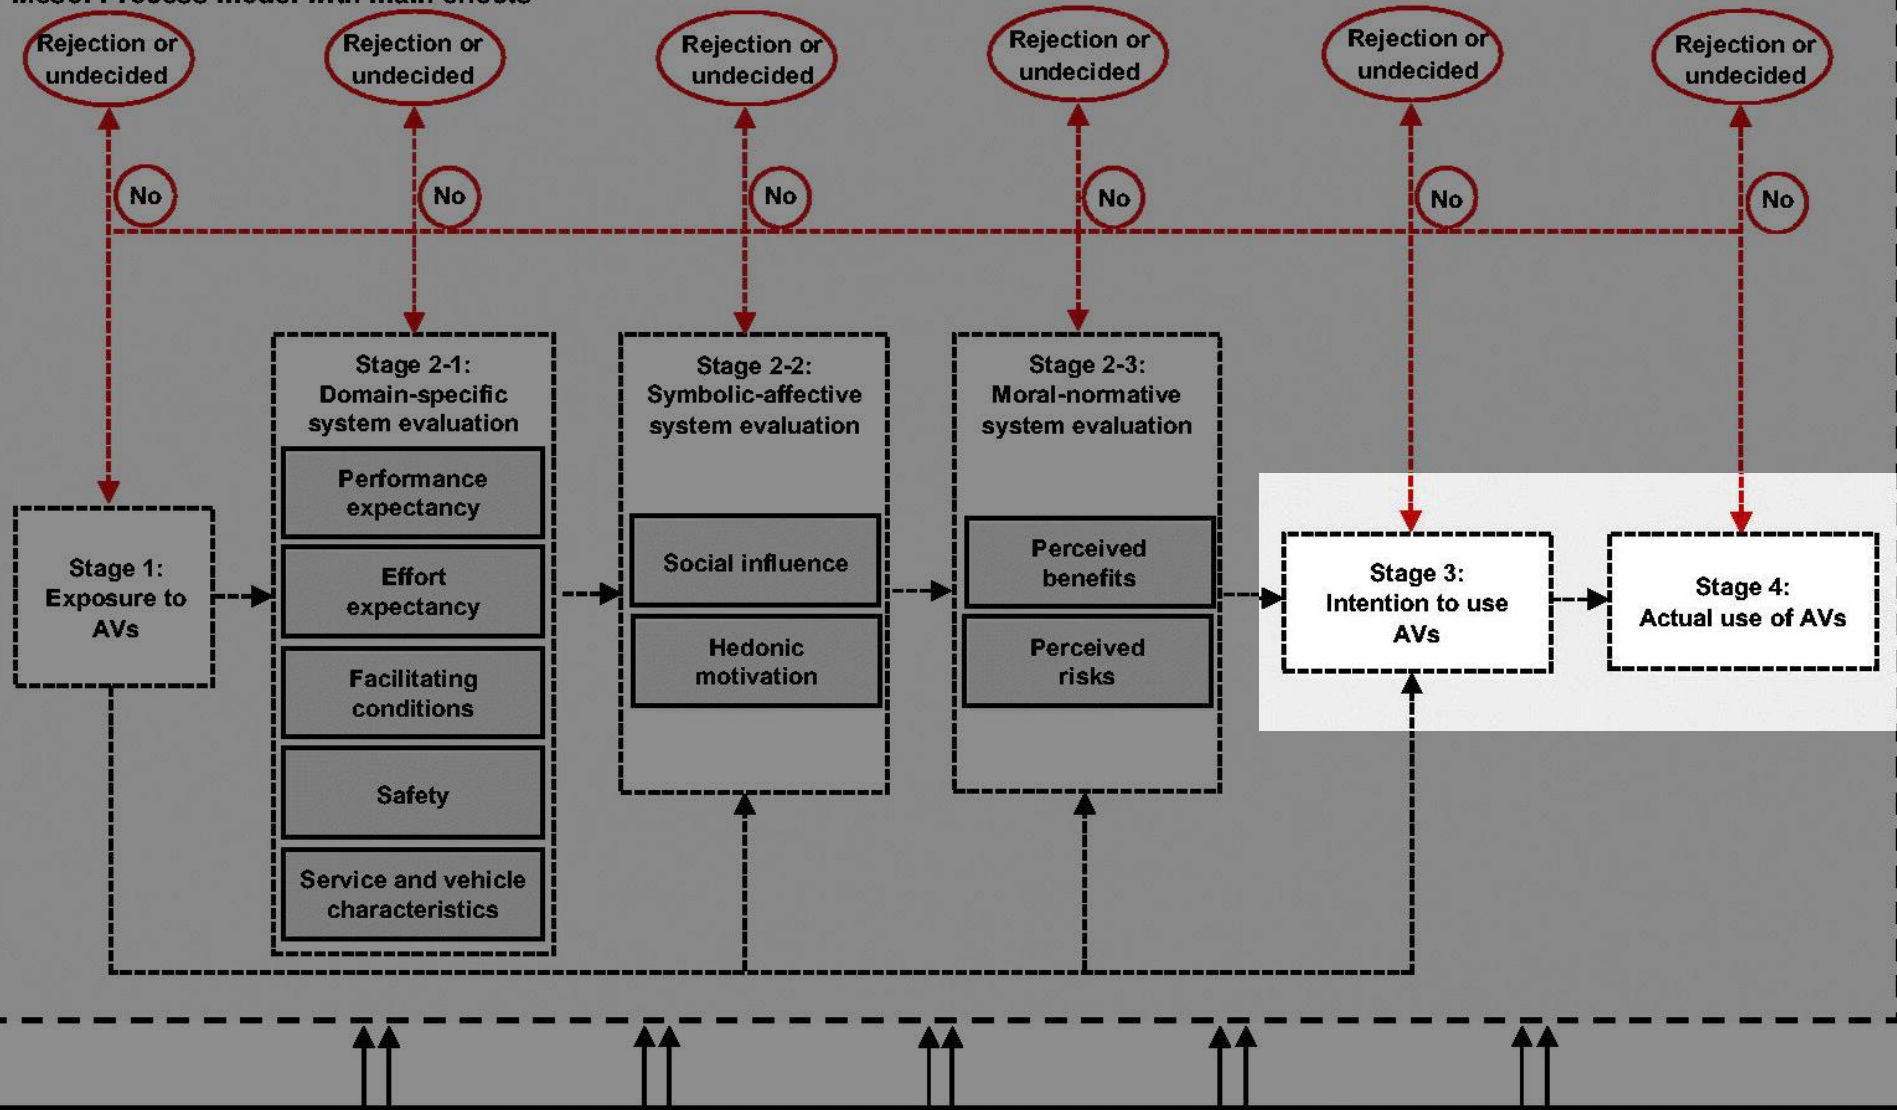 Rejection or
undecided
Rejection or
undecided
Rejection or
undecided
Rejection or
undecided
Rejection or
undecided
Rejection or
undecided
No
No
No
No
No
No
Stage 1:
Exposure to
AVs
Stage 2-1:
Domain-specific
system evaluation
Performance
expectancy
Effort
expectancy
Facilitating
conditions
Safety
Service and vehicle
characteristics
Stage 2-2:
Symbolic-affective
system evaluation
Social influence
Hedonic
motivation
Stage 2-3:
Moral-normative
system evaluation
Perceived
benefits
Perceived
risks
Stage 3:
Intention to use
AVs
Stage 4:
Actual use of AVs